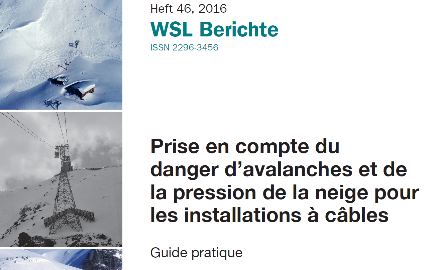 Heft 46, 2016
WSL Berichte
ISSN 2296-3456
Prise en compte du
danger d'avalanches et de
la pression de la neige pour
les installations à câbles
Guide pratique